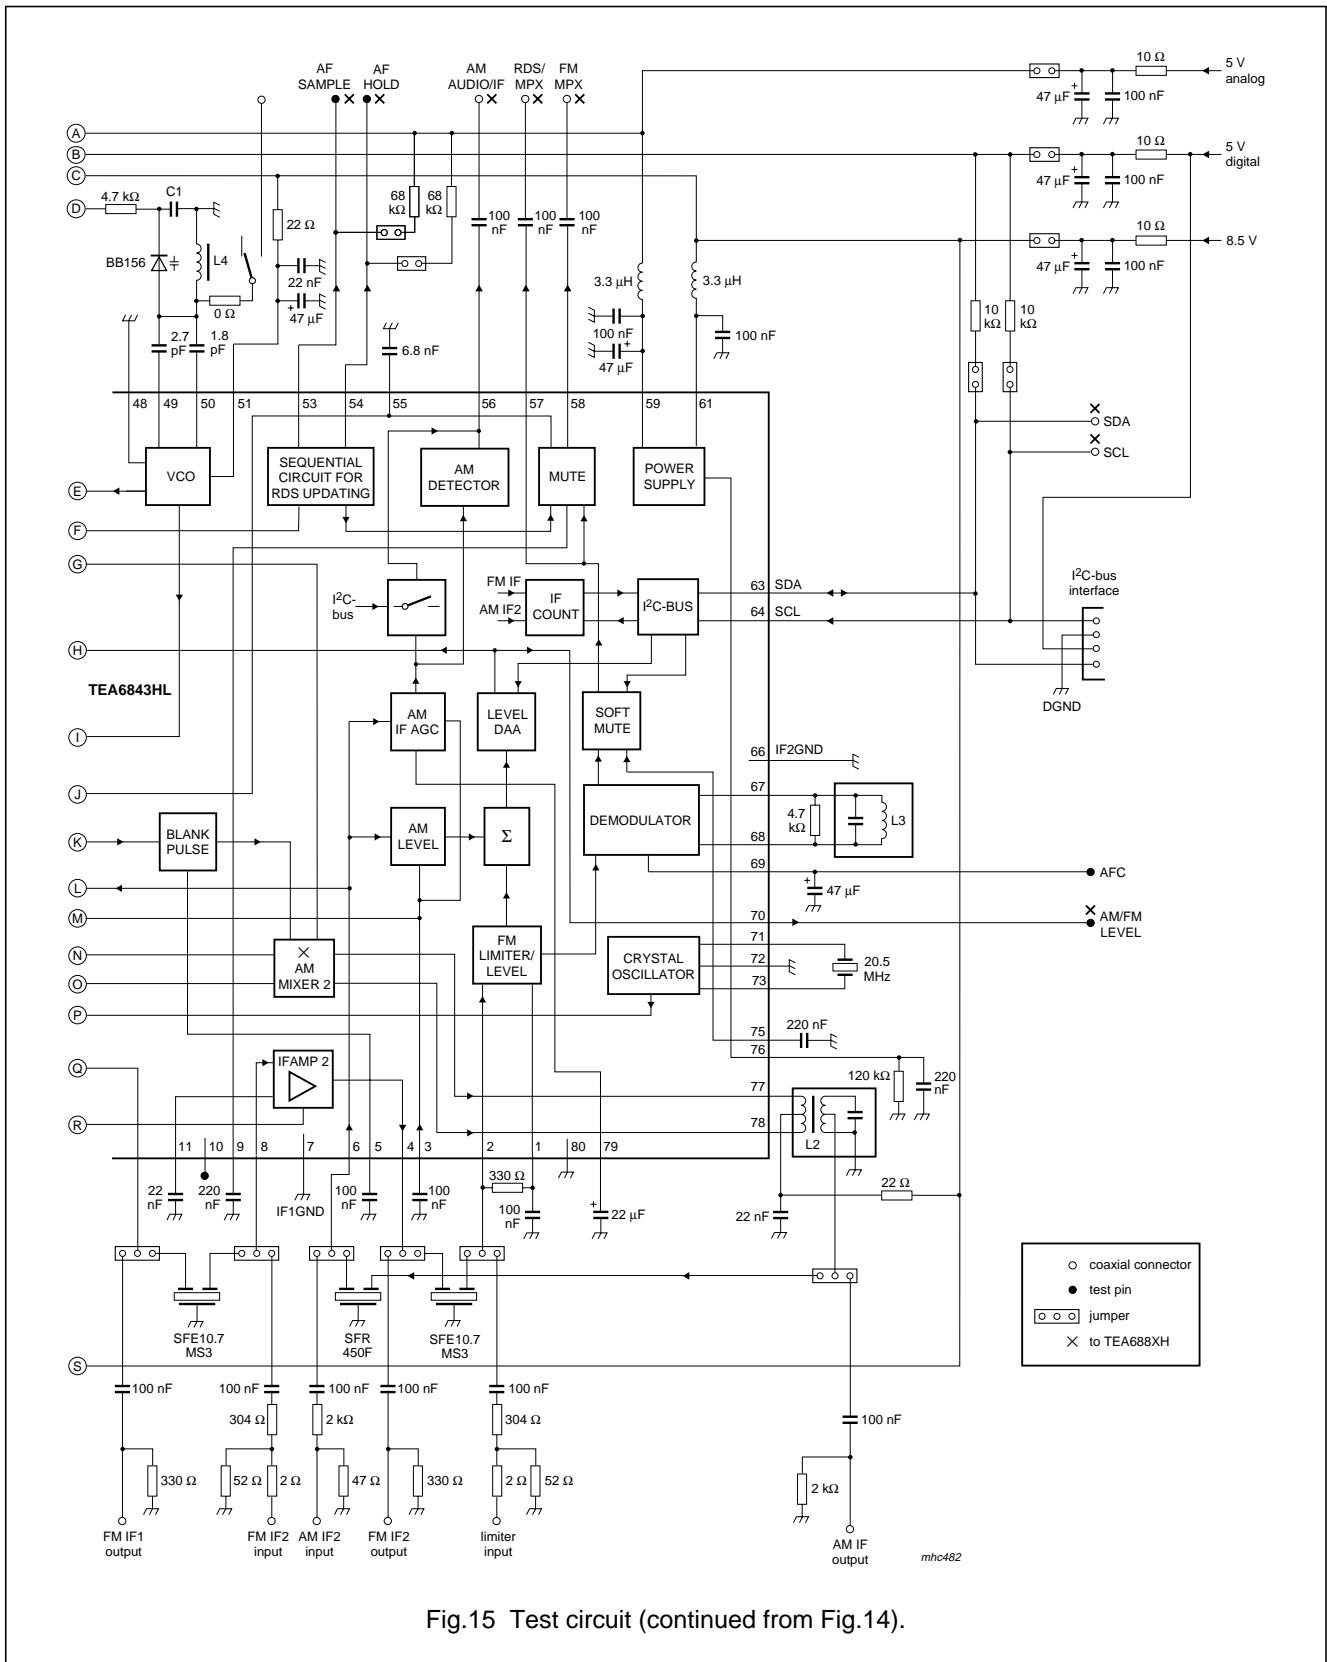 10 Ω
5 V
analog
47 μF
+
100 nF
AF
SAMPLE
AF
HOLD
AM
AUDIO/IF
RDS/
MPX
FM
MPX
A
B
10 Ω
5 V
digital
47 μF
+
100 nF
C
D
4.7 kΩ
C1
68
kΩ
68
kΩ
100
nF
100
nF
100
nF
10 Ω
8.5 V
47 μF
+
100 nF
22 Ω
BB156
L4
22 nF
+
47 μF
0 Ω
3.3 μH
3.3 μH
10
kΩ
10
kΩ
2.7
pF
1.8
pF
6.8 nF
100
nF
+
47 μF
100 nF
48
49
50
51
53
54
55
56
57
58
59
61
SDA
SCL
VCO
SEQUENTIAL
CIRCUIT FOR
RDS UPDATING
AM
DETECTOR
MUTE
POWER
SUPPLY
E
F
G
I2C-
bus
FM IF
AM IF2
IF
COUNT
I2C-BUS
63
SDA
64
SCL
I2C-bus
interface
H
TEA6843HL
AM
IF AGC
LEVEL
DAA
SOFT
MUTE
DGND
I
66
IF2GND
J
67
DEMODULATOR
4.7
kΩ
L3
K
BLANK
PULSE
AM
LEVEL
Σ
68
69
AFC
L
+
47 μF
M
70
AM/FM
LEVEL
N
AM
MIXER 2
FM
LIMITER/
LEVEL
CRYSTAL
OSCILLATOR
71
72
73
20.5
MHz
O
P
75
220 nF
76
Q
IFAMP 2
120 kΩ
220
nF
77
R
78
L2
11
10
9
8
7
6
5
4
3
2
1
80
79
22
nF
220
nF
IF1GND
100
nF
100
nF
330 Ω
100
nF
+
22 μF
22 Ω
22 nF
coaxial connector
test pin
jumper
to TEA688XH
SFE10.7
MS3
SFR
450F
SFE10.7
MS3
S
100 nF
100 nF
100 nF
100 nF
100 nF
100 nF
304 Ω
2 kΩ
304 Ω
330 Ω
52 Ω
2 Ω
47 Ω
330 Ω
2 Ω
52 Ω
2 kΩ
FM IF1
output
FM IF2
input
AM IF2
input
FM IF2
output
limiter
input
AM IF
output
mhc482
Fig.15 Test circuit (continued from Fig.14).